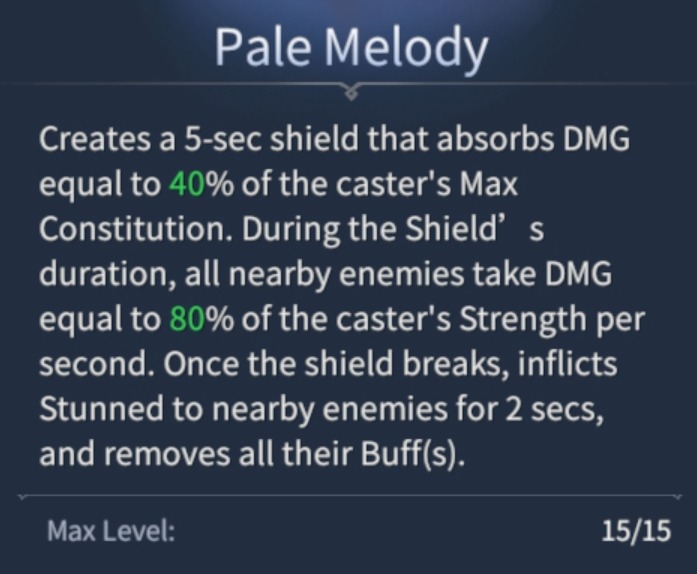 Pale Melody
Creates a 5-sec shield that absorbs DMG
equal to 40% of the caster's Max
Constitution. During the Shield’ s
duration, all nearby enemies take DMG
equal to 80% of the caster's Strength per
second. Once the shield breaks, inflicts
Stunned to nearby enemies for 2 secs,
and removes all their Buff(s).
Max Level: 15/15